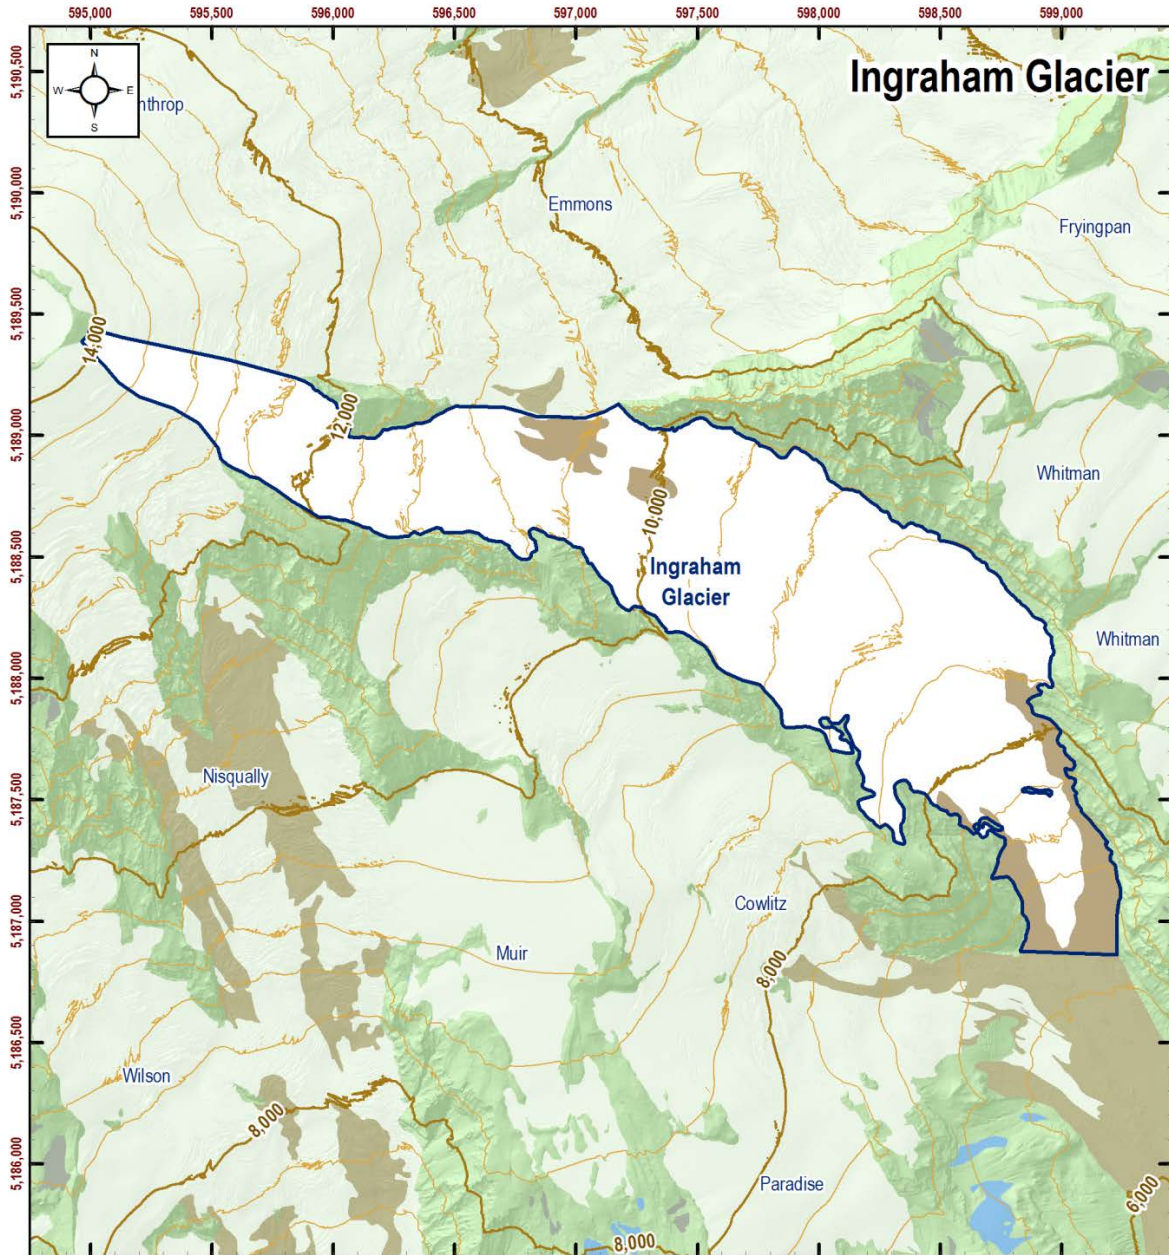 595,000 595,500 596,000 596,500 597,000 597,500 598,000 598,500 599,000
Ingraham Glacier
N
W E
S
nthrop
5,190,500
5,190,000
5,189,500
5,189,000
5,188,500
5,188,000
5,187,500
5,187,000
5,186,500
5,186,000
Emmons
Fryingpan
14,000
12,000
Whitman
10,000
Ingraham
Glacier
Whitman
Nisqually
Cowlitz
Muir
8,000
Wilson
8,000
Paradise
6,000
8,000